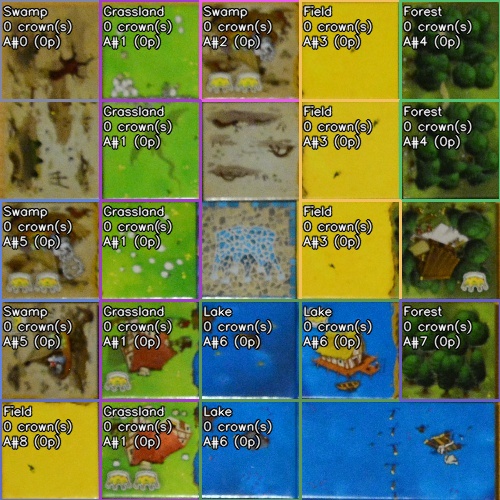 Swamp
0 crown(s)
A#0 (0p)
Grassland
0 crown(s)
A#1 (0p)
Swamp
0 crown(s)
A#2 (0p)
Field
0 crown(s)
A#3 (0p)
Forest
0 crown(s)
A#4 (0p)
Grassland
0 crown(s)
A#1 (0p)
Field
0 crown(s)
A#3 (0p)
Forest
0 crown(s)
A#4 (0p)
Swamp
0 crown(s)
A#5 (0p)
Grassland
0 crown(s)
A#1 (0p)
Field
0 crown(s)
A#3 (0p)
Swamp
0 crown(s)
A#5 (0p)
Grassland
0 crown(s)
A#1 (0p)
Lake
0 crown(s)
A#6 (0p)
Lake
0 crown(s)
A#6 (0p)
Forest
0 crown(s)
A#7 (0p)
Field
0 crown(s)
A#8 (0p)
Grassland
0 crown(s)
A#1 (0p)
Lake
0 crown(s)
A#6 (0p)